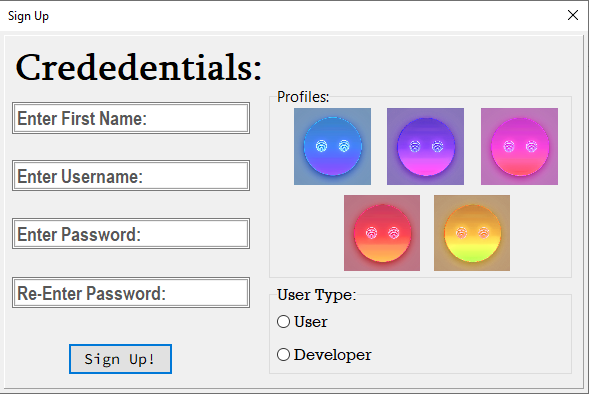 Sign Up
Crededentials:
Enter First Name:
Enter Username:
Enter Password:
Re-Enter Password:
Sign Up!
Profiles:
User Type:
User
Developer